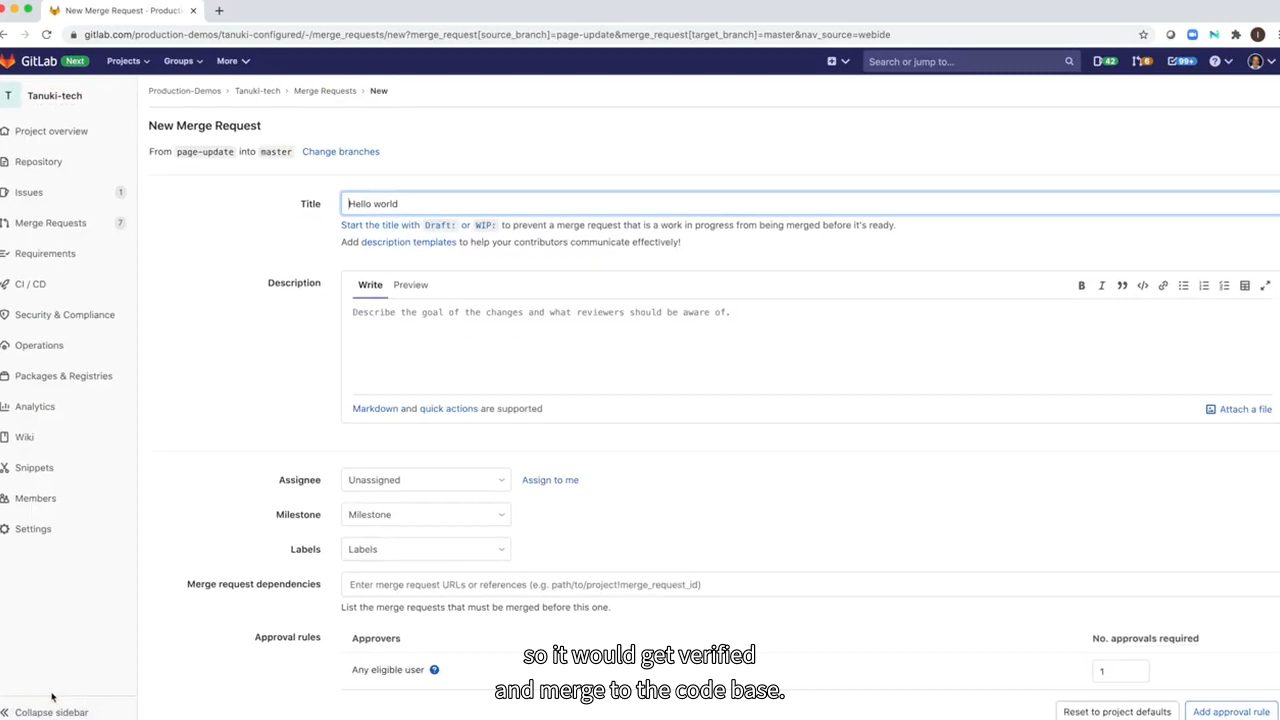 New Merge Request · Production-De
gitlab.com/production-demos/tanuki-configured/-/merge_requests/new?merge_request[source_branch]=page-update&merge_request[target_branch]=master&nav_source=webide
GitLab Next Projects Groups More Search or jump to... 42 6 99+
T Tanuki-tech
Project overview
Repository
Issues 1
Merge Requests 7
Requirements
CI / CD
Security & Compliance
Operations
Packages & Registries
Analytics
Wiki
Snippets
Members
Settings
Collapse sidebar
Production-Demos > Tanuki-tech > Merge Requests > New
New Merge Request
From page-update into master Change branches
Title Hello world
Start the title with Draft: or WIP: to prevent a merge request that is a work in progress from being merged before it's ready.
Add description templates to help your contributors communicate effectively!
Description Write Preview
Describe the goal of the changes and what reviewers should be aware of.
Markdown and quick actions are supported Attach a file
Assignee Unassigned Assign to me
Milestone Milestone
Labels Labels
Merge request dependencies Enter merge request URLs or references (e.g. path/to/project!merge_request_id)
List the merge requests that must be merged before this one.
Approval rules Approvers No. approvals required
Any eligible user 1
Reset to project defaults Add approval rule
so it would get verified
and merge to the code base.